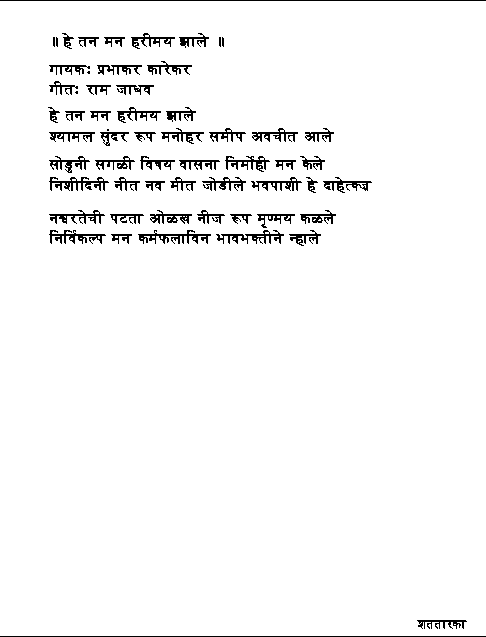 ॥ हे तन मन हरीमय झाले ॥
गायकः प्रभाकर कारेकर
गीतः राम जाधव
हे तन मन हरीमय झाले
श्यामल सुंदर रूप मनोहर समीप अवचीत आले
सोडुनी सगळी विषय वासना निर्मोही मन केले
निशीदिनी नीत नव मीत जोडीले भवपाशी हे
नश्वरतेची पटता ओळख नीज रूप मृण्मय कळले
निर्विकल्प मन कर्मफलाविन भावभक्तीने न्हाले
शततारका